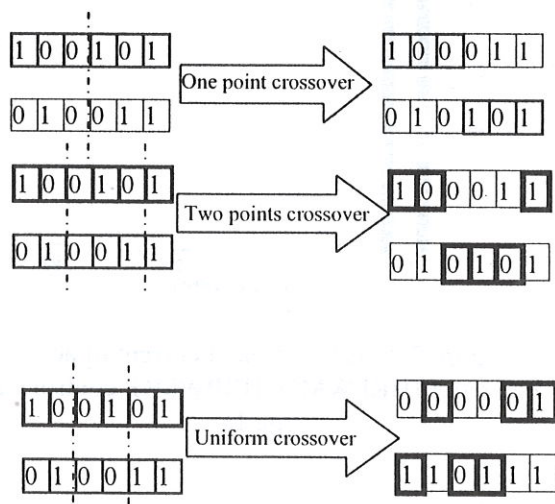 1 0 0 1 0 1
1 0 0 0 1 1
One point crossover
0 1 0 0 1 1
0 1 0 1 0 1
1 0 0 1 0 1
1 0 0 0 1 1
Two points crossover
0 1 0 0 1 1
0 1 0 1 0 1
1 0 0 1 0 1
0 0 0 0 0 1
Uniform crossover
0 1 0 0 1 1
1 1 0 1 1 1